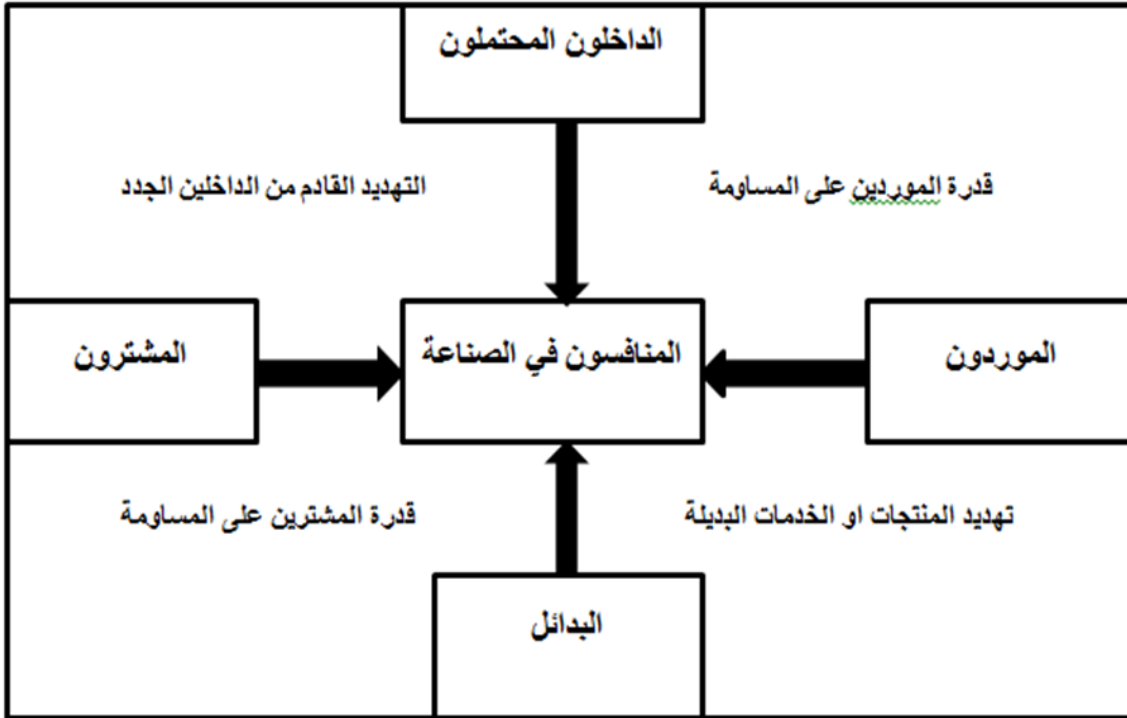 الداخلون المحتملون
قدرة الموردين على المساومة
التهديد القادم من الداخلين الجدد
الموردون
المنافسون في الصناعة
المشترون
تهديد المنتجات او الخدمات البديلة
قدرة المشترين على المساومة
البدائل